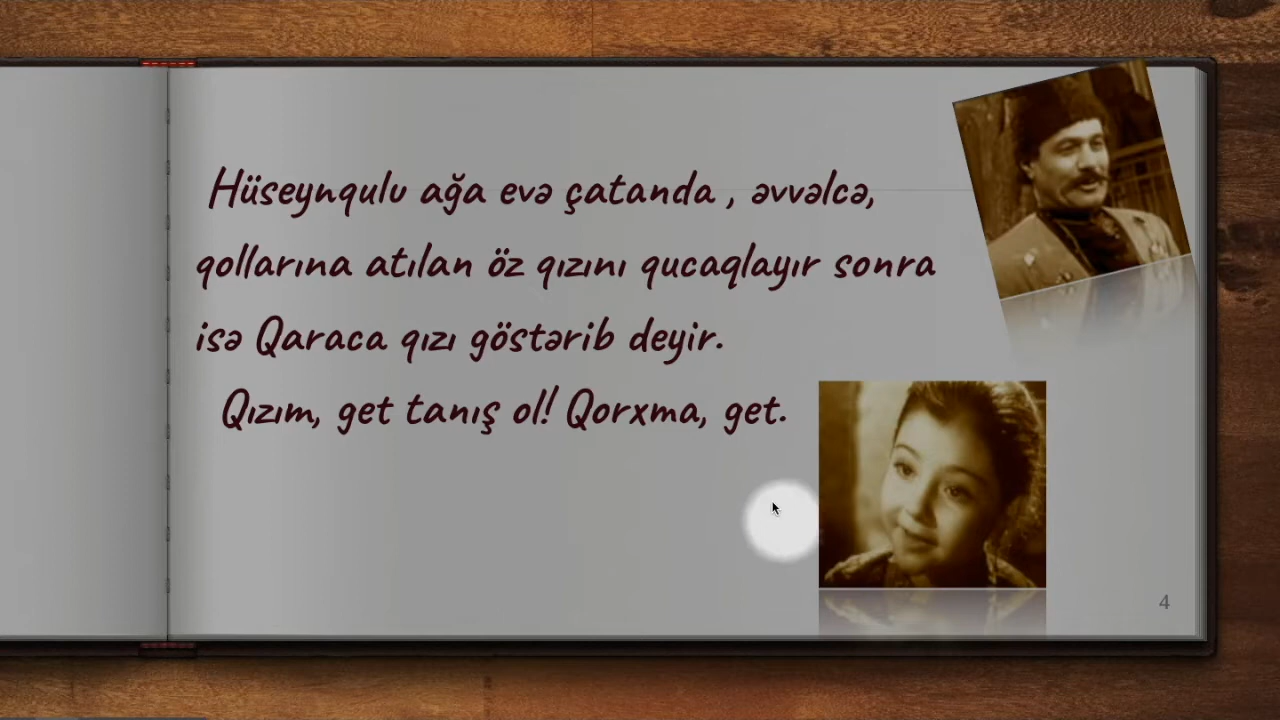 Hüseynqulu ağa evə çatanda , əvvəlcə,
qollarına atılan öz qızını qucaqlayır sonra
isə Qaraca qızı göstərib deyir.
Qızım, get tanış ol! Qorxma, get.
4